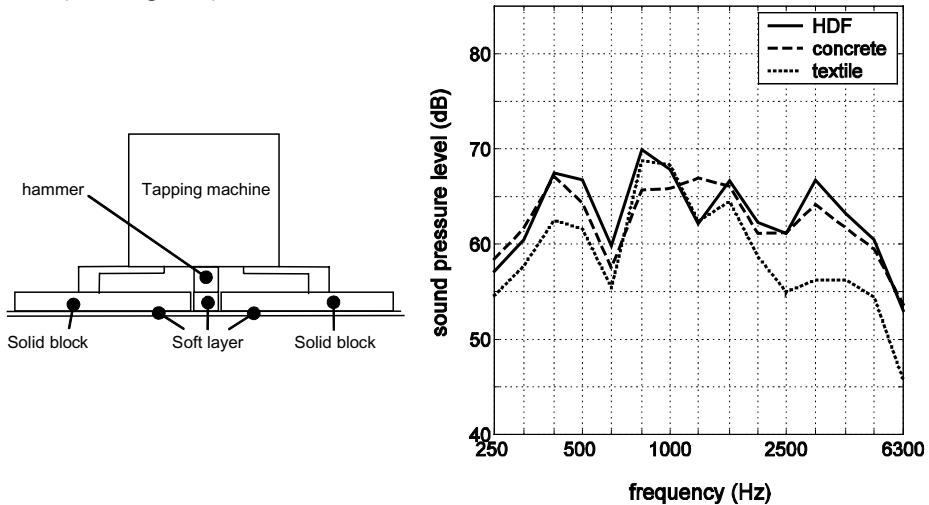 hammer
Tapping machine
Solid block
Soft layer
Solid block
sound pressure level (dB)
80
70
60
50
40
250
500
1000
2500
6300
frequency (Hz)
HDF
concrete
textile